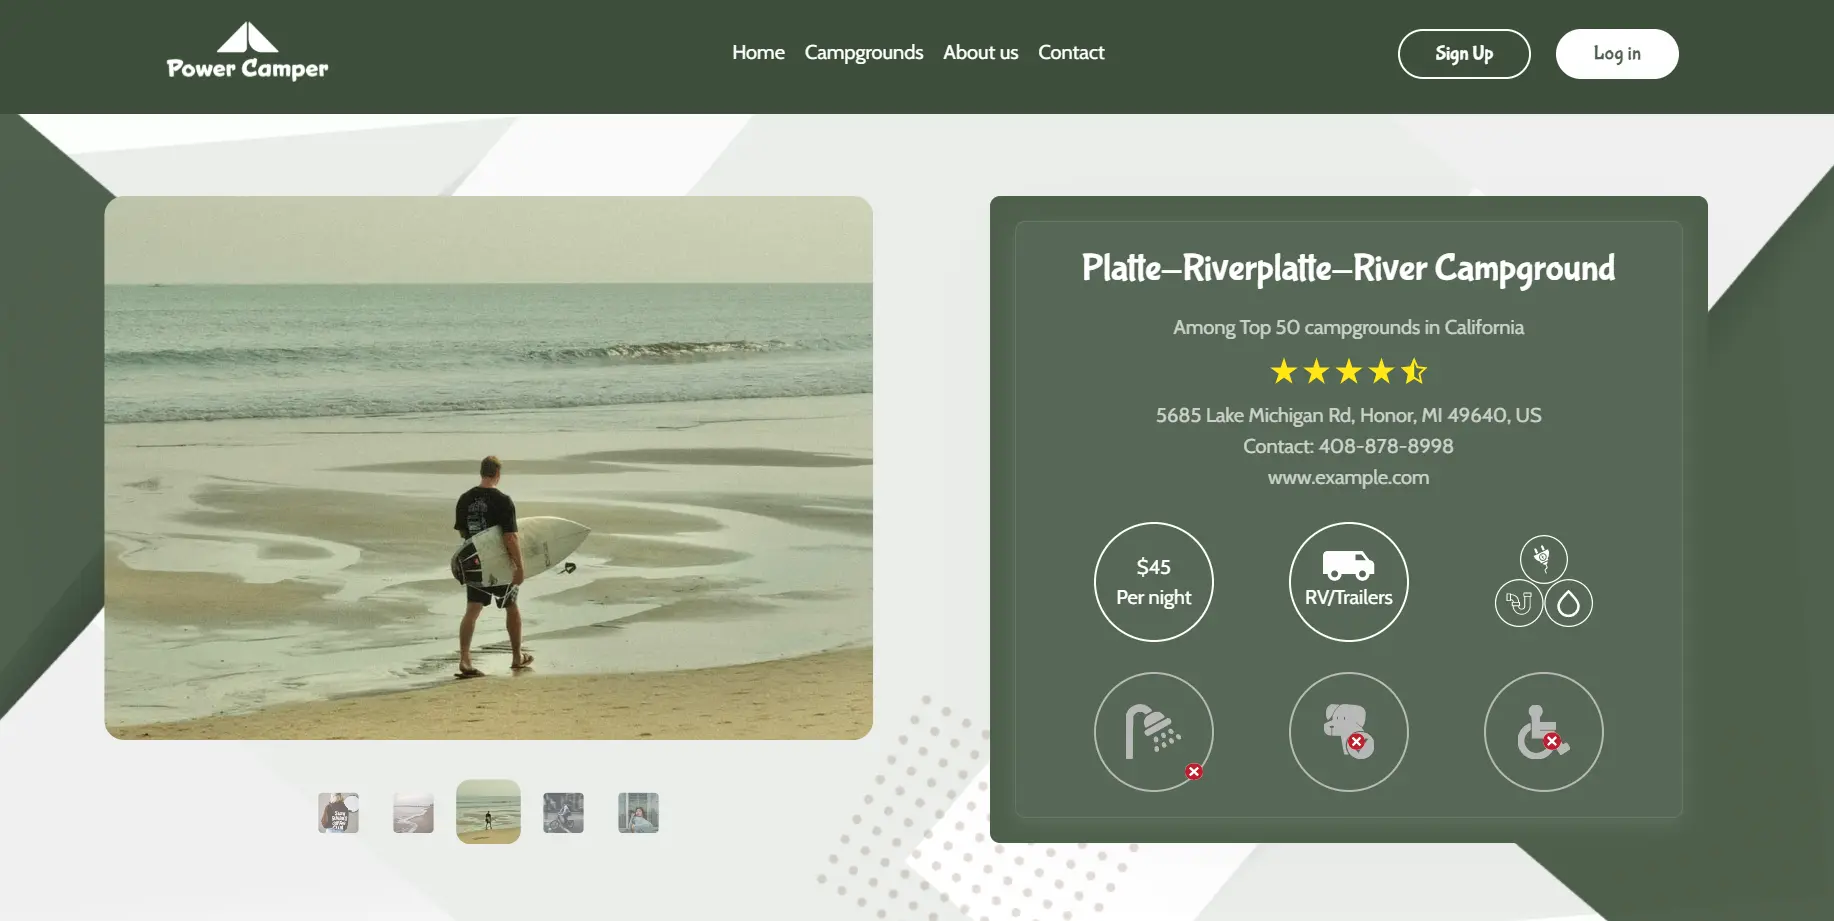 Power Camper
Home Campgrounds About us Contact
Sign Up
Log in
Platte-Riverplatte-River Campground
Among Top 50 campgrounds in California
5685 Lake Michigan Rd, Honor, MI 49640, US
Contact: 408-878-8998
www.example.com
$45
Per night
RV/Trailers